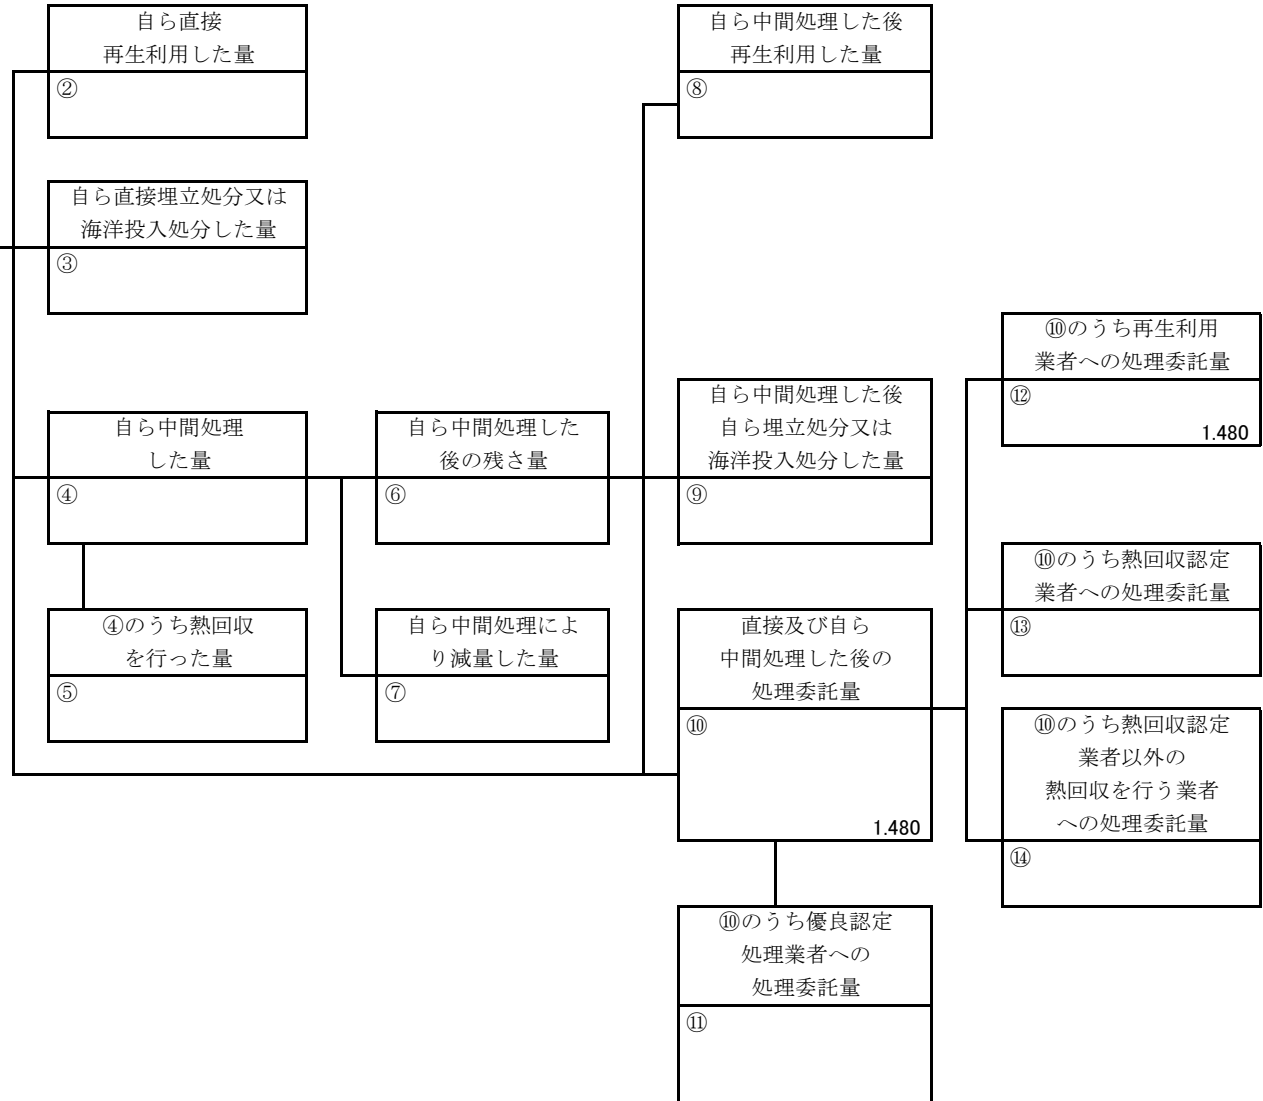 自ら直接
再生利用した量
②
自ら中間処理した後
再生利用した量
⑧
自ら直接埋立処分又は
海洋投入処分した量
③
⑩のうち再生利用
業者への処理委託量
⑫
1.480
自ら中間処理
した量
④
自ら中間処理した
後の残さ量
⑥
自ら中間処理した後
自ら埋立処分又は
海洋投入処分した量
⑨
⑩のうち熱回収認定
業者への処理委託量
⑬
④のうち熱回収
を行った量
⑤
自ら中間処理によ
り減量した量
⑦
直接及び自ら
中間処理した後の
処理委託量
⑩
1.480
⑩のうち熱回収認定
業者以外の
熱回収を行う業者
への処理委託量
⑭
⑩のうち優良認定
処理業者への
処理委託量
⑪